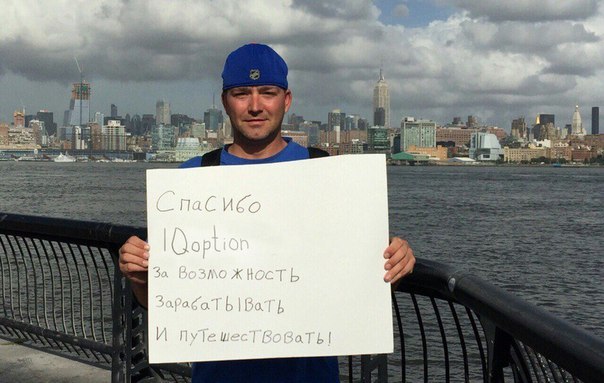 Спасибо
IQoption
за возможность
зарабатывать
и путешествовать!